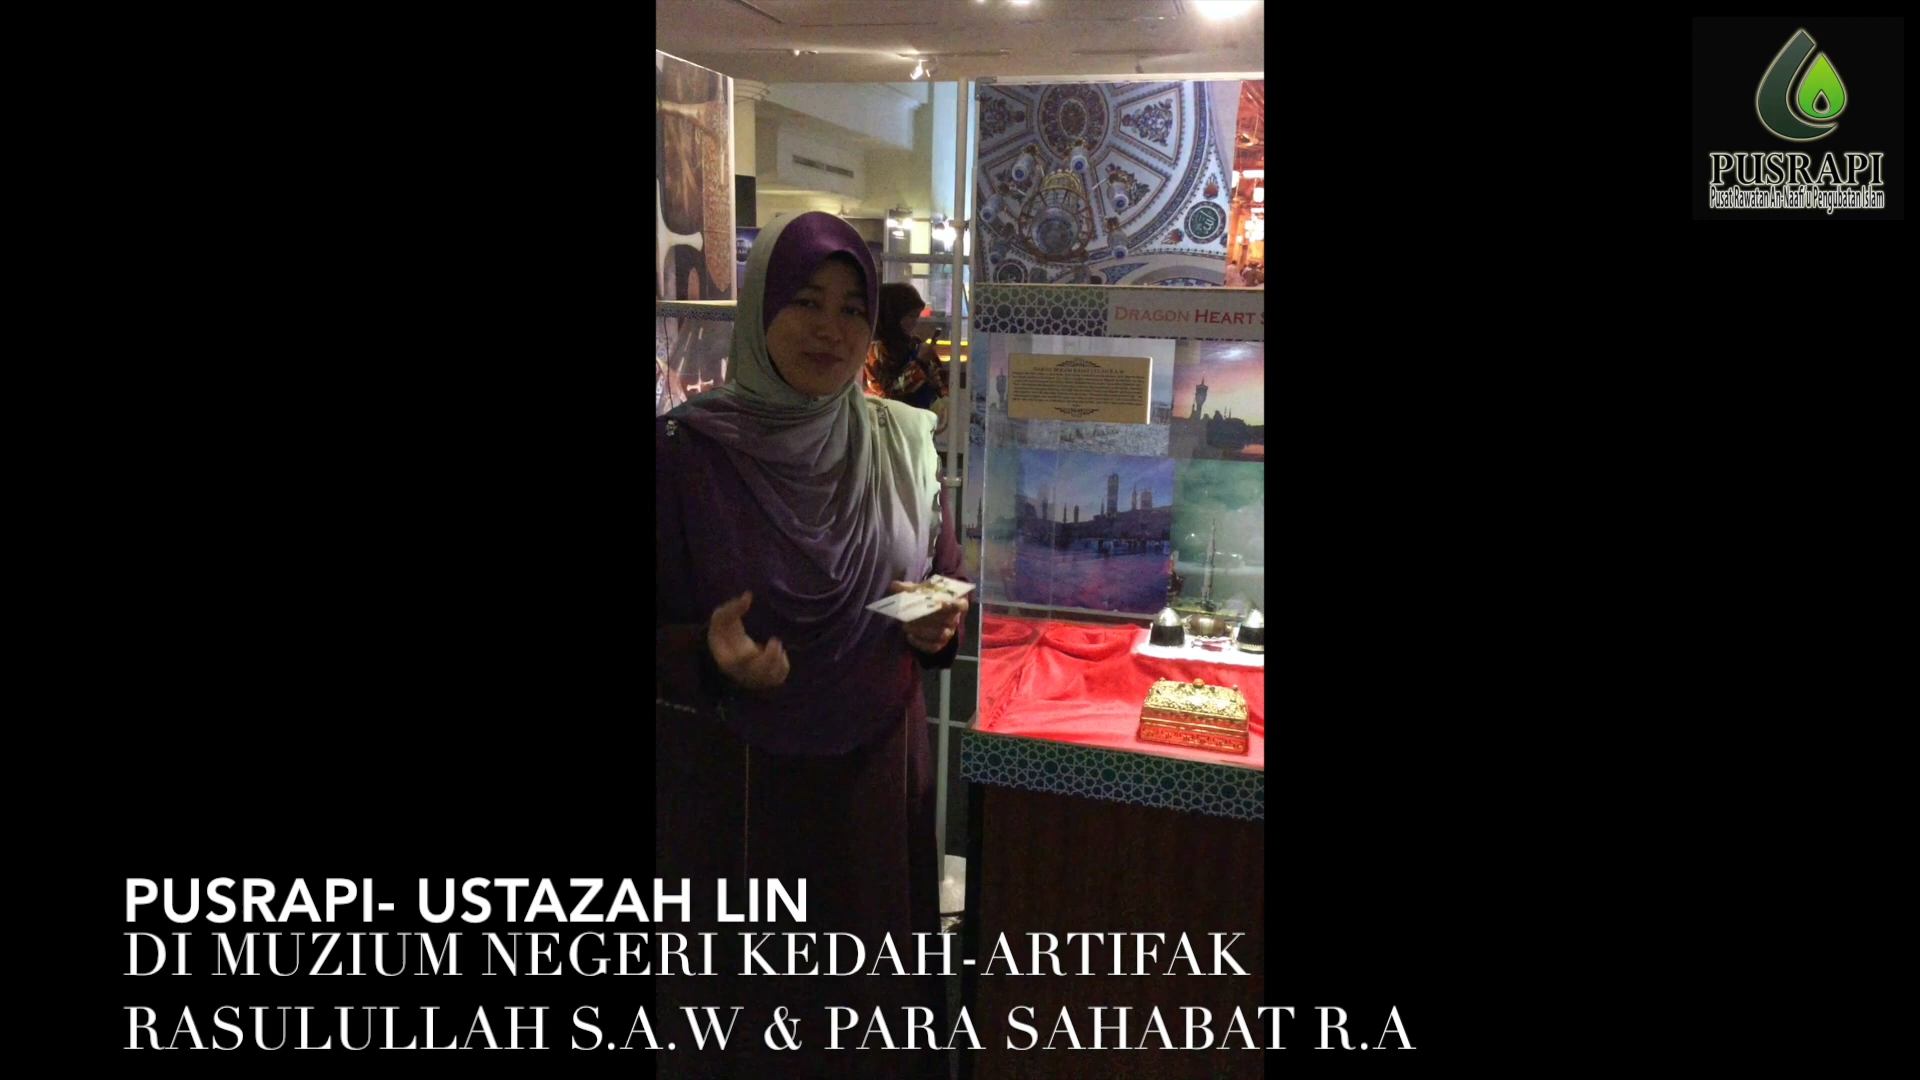 PUSRAPI
Pusat Rawatan An-Naafi'u Pengubatan Islam
DRAGON HEART
PUSRAPI- USTAZAH LIN
DI MUZIUM NEGERI KEDAH-ARTIFAK
RASULULLAH S.A.W & PARA SAHABAT R.A